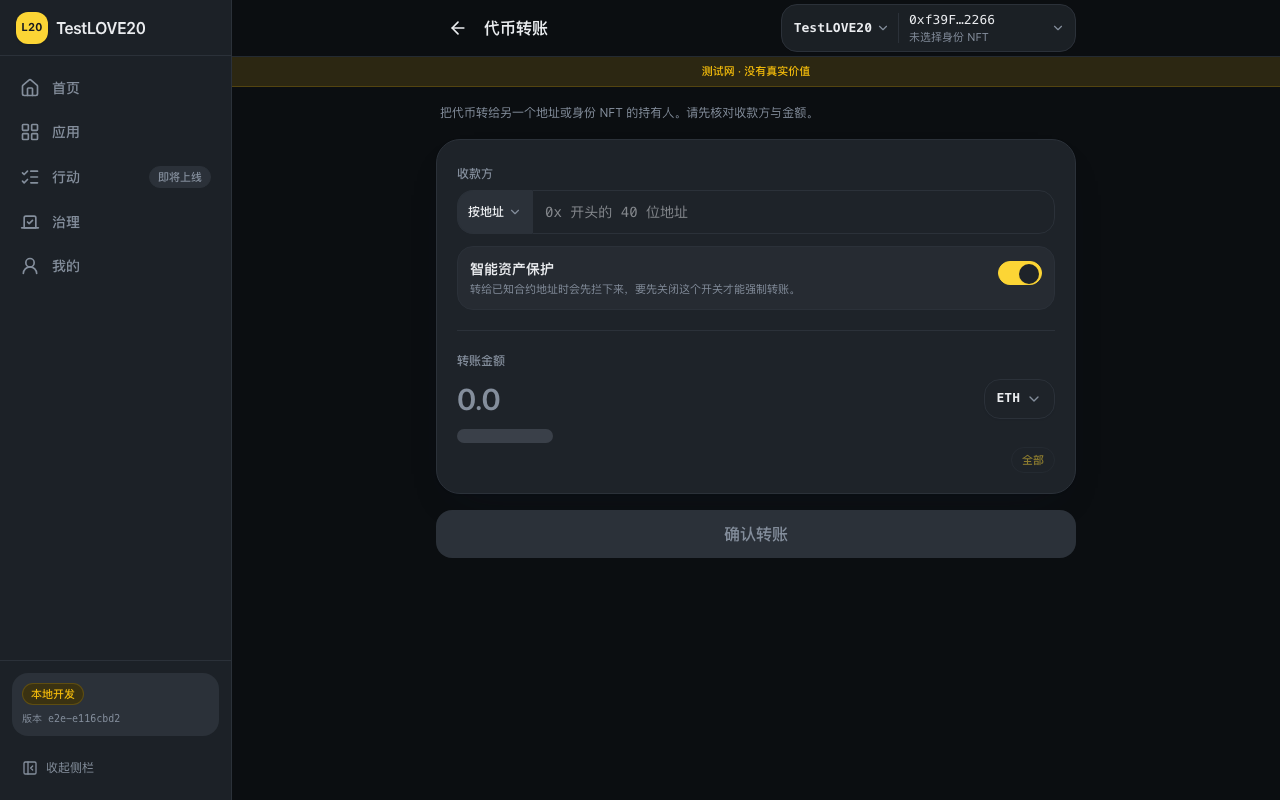 L20 TestLOVE20
首页
应用
行动 即将上线
治理
我的
本地开发
版本 e2e-e116cbd2
收起侧栏
代币转账
TestLOVE20
0xf39F…2266
未选择身份 NFT
测试网 · 没有真实价值
把代币转给另一个地址或身份 NFT 的持有人。请先核对收款方与金额。
收款方
按地址 0x 开头的 40 位地址
智能资产保护
转给已知合约地址时会先拦下来，要先关闭这个开关才能强制转账。
转账金额
0.0 ETH
全部
确认转账